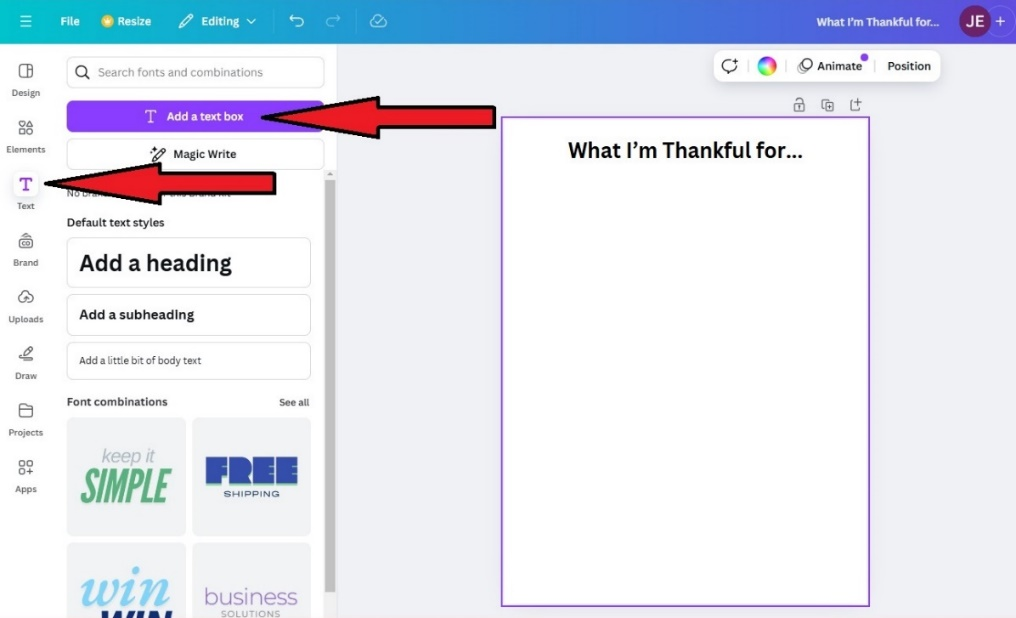 File
Resize
Editing
What I'm Thankful for...
JE
+
Design
Elements
Text
Brand
Uploads
Draw
Projects
Apps
Search fonts and combinations
T Add a text box
Magic Write
Default text styles
Add a heading
Add a subheading
Add a little bit of body text
Font combinations
See all
keep it
SIMPLE
FREE
SHIPPING
win
WIN
business
SOLUTIONS
Animate
Position
What I'm Thankful for...